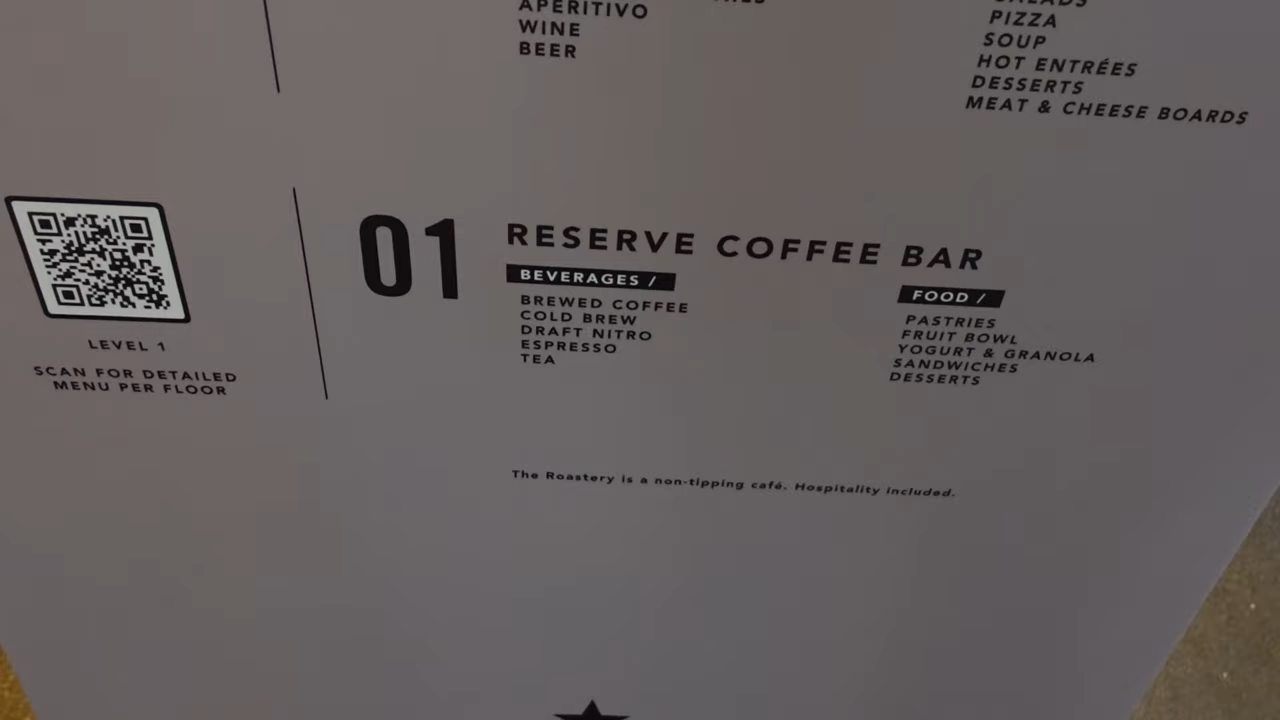 APERITIVO
WINE
BEER
SALADS
PIZZA
SOUP
HOT ENTRÉES
DESSERTS
MEAT & CHEESE BOARDS
LEVEL 1
SCAN FOR DETAILED
MENU PER FLOOR
01
RESERVE COFFEE BAR
BEVERAGES /
BREWED COFFEE
COLD BREW
DRAFT NITRO
ESPRESSO
TEA
FOOD /
PASTRIES
FRUIT BOWL
YOGURT & GRANOLA
SANDWICHES
DESSERTS
The Roastery is a non-tipping café. Hospitality included.